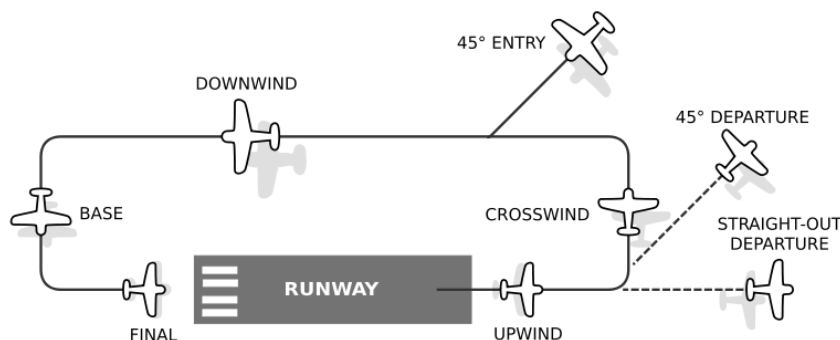 45° ENTRY
DOWNWIND
45° DEPARTURE
BASE
CROSSWIND
STRAIGHT-OUT
DEPARTURE
RUNWAY
FINAL
UPWIND